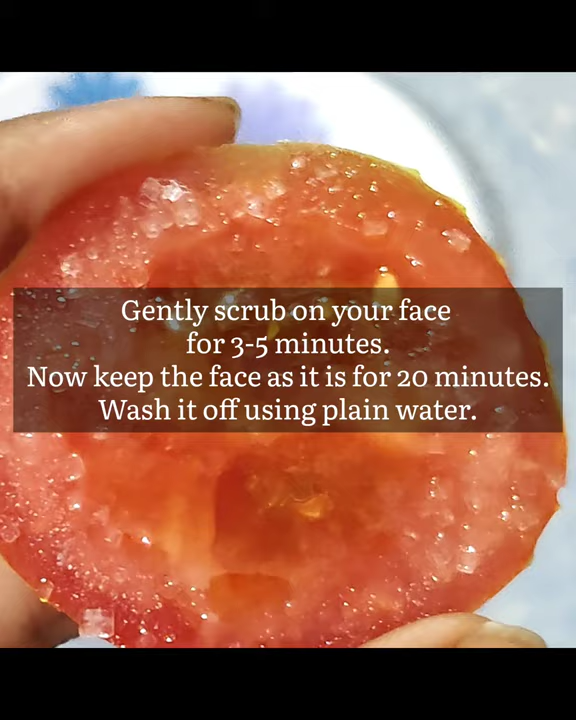 Gently scrub on your face
for 3-5 minutes.
Now keep the face as it is for 20 minutes.
Wash it off using plain water.